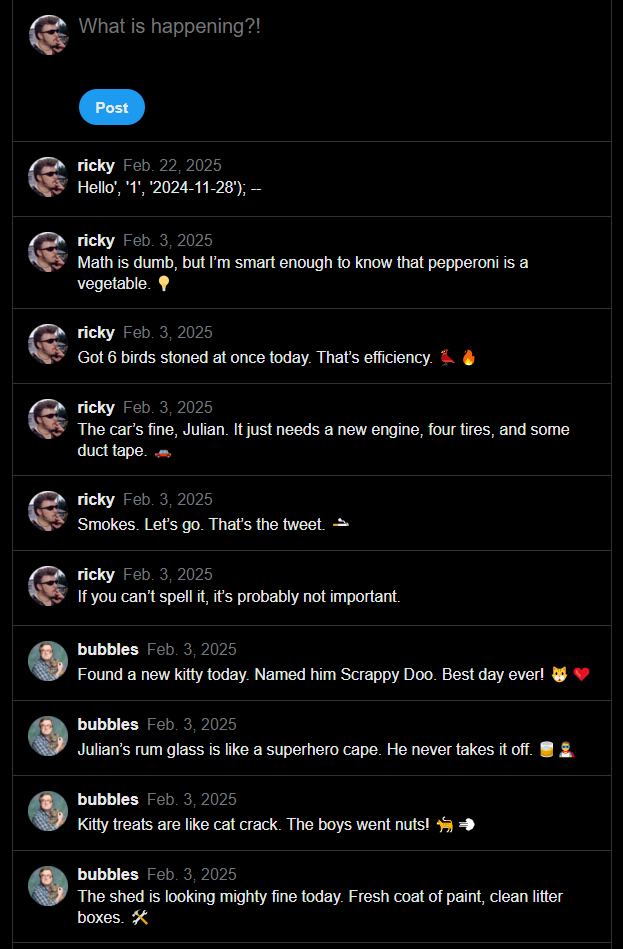 What is happening?!
Post
ricky Feb. 22, 2025
Hello', '1', '2024-11-28'); --
ricky Feb. 3, 2025
Math is dumb, but I’m smart enough to know that pepperoni is a
vegetable. 💡
ricky Feb. 3, 2025
Got 6 birds stoned at once today. That’s efficiency. 🐦 🔥
ricky Feb. 3, 2025
The car’s fine, Julian. It just needs a new engine, four tires, and some
duct tape. 🚗
ricky Feb. 3, 2025
Smokes. Let’s go. That’s the tweet. 🚬
ricky Feb. 3, 2025
If you can’t spell it, it’s probably not important.
bubbles Feb. 3, 2025
Found a new kitty today. Named him Scrappy Doo. Best day ever! 🐱 ❤️
bubbles Feb. 3, 2025
Julian’s rum glass is like a superhero cape. He never takes it off. 🥃 🦸‍♂️
bubbles Feb. 3, 2025
Kitty treats are like cat crack. The boys went nuts! 🐈 💨
bubbles Feb. 3, 2025
The shed is looking mighty fine today. Fresh coat of paint, clean litter
boxes. 🛠️